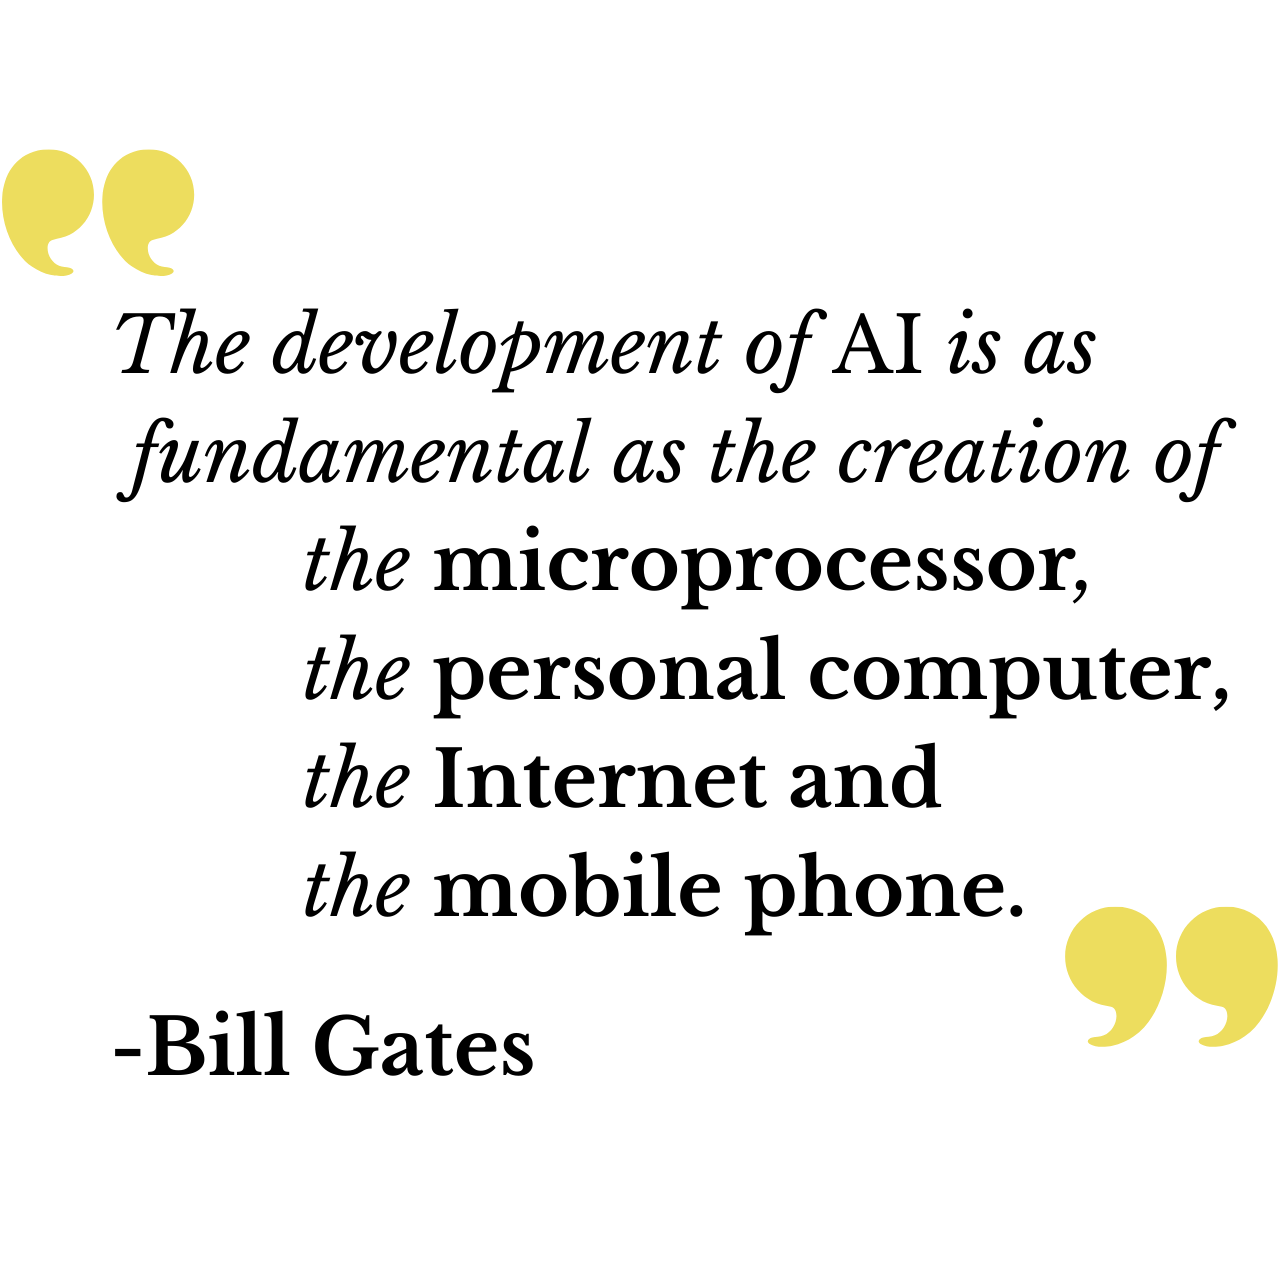 The development of AI is as
fundamental as the creation of
the microprocessor,
the personal computer,
the Internet and
the mobile phone.
-Bill Gates